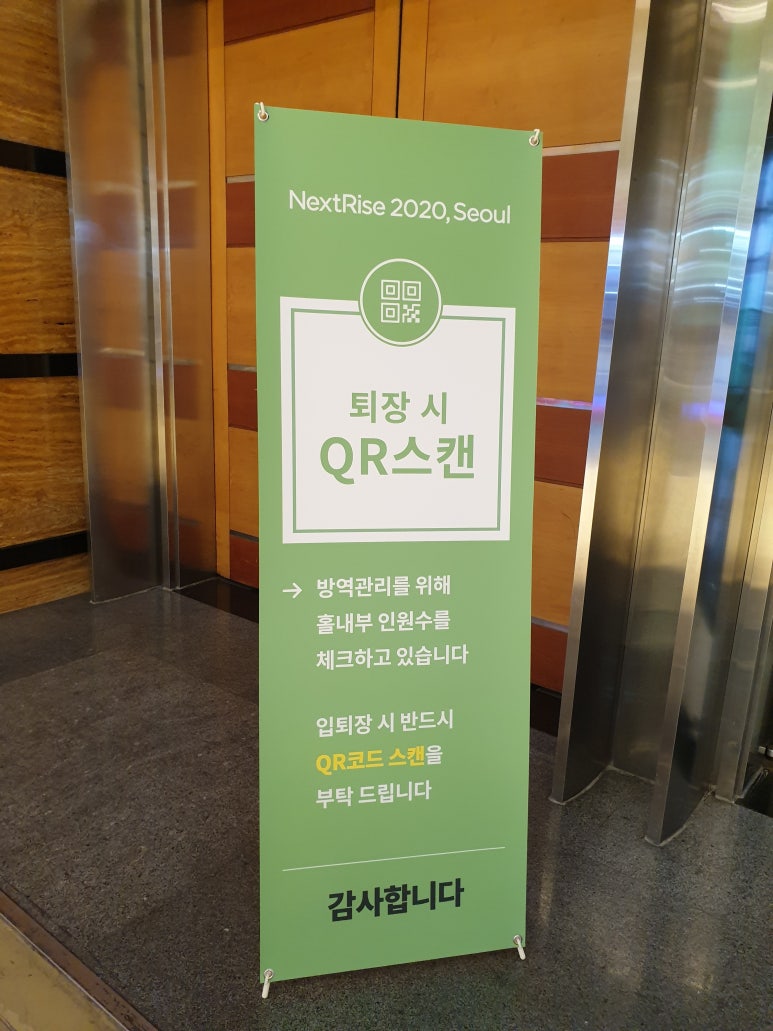 NextRise 2020, Seoul
퇴장 시
QR스캔
→ 방역관리를 위해
홀내부 인원수를
체크하고 있습니다
입퇴장 시 반드시
QR코드 스캔을
부탁 드립니다
감사합니다